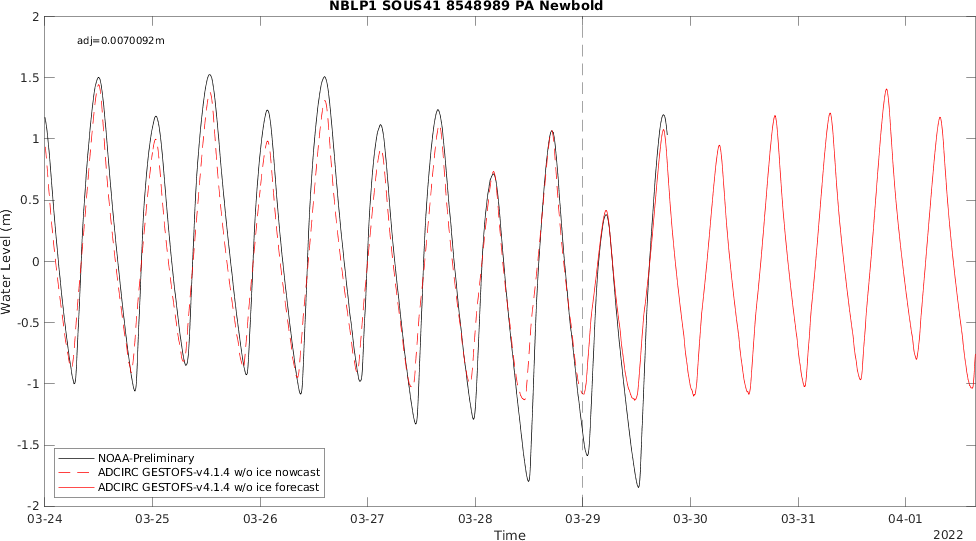 NBLP1 SOUS41 8548989 PA Newbold
adj=0.0070092m
2
1.5
1
0.5
0
-0.5
-1
-1.5
-2
Water Level (m)
NOAA-Preliminary
ADCIRC GESTOFS-v4.1.4 w/o ice nowcast
ADCIRC GESTOFS-v4.1.4 w/o ice forecast
03-24 03-25 03-26 03-27 03-28 03-29 03-30 03-31 04-01
Time
2022